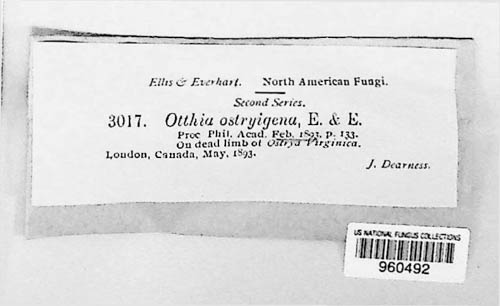 Ellis & Everhart. North American Fungi.
Second Series.
3017. Otthia ostryigena, E. & E.
Proc Phil. Acad. Feb. 1893, p. 133.
On dead limb of Ostrya Virginica.
London, Canada, May, 1893.
J. Dearness.
US NATIONAL FUNGUS COLLECTIONS
960492